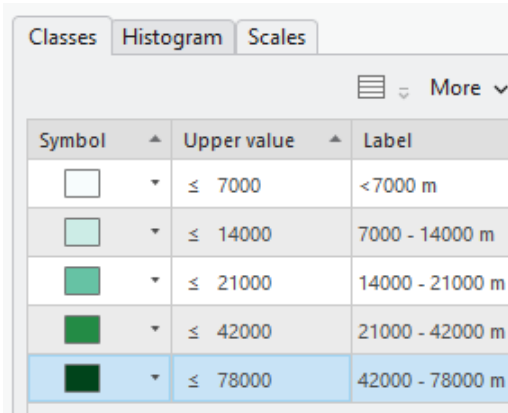 Classes Histogram Scales
More
Symbol Upper value Label
≤ 7000 <7000 m
≤ 14000 7000 - 14000 m
≤ 21000 14000 - 21000 m
≤ 42000 21000 - 42000 m
≤ 78000 42000 - 78000 m